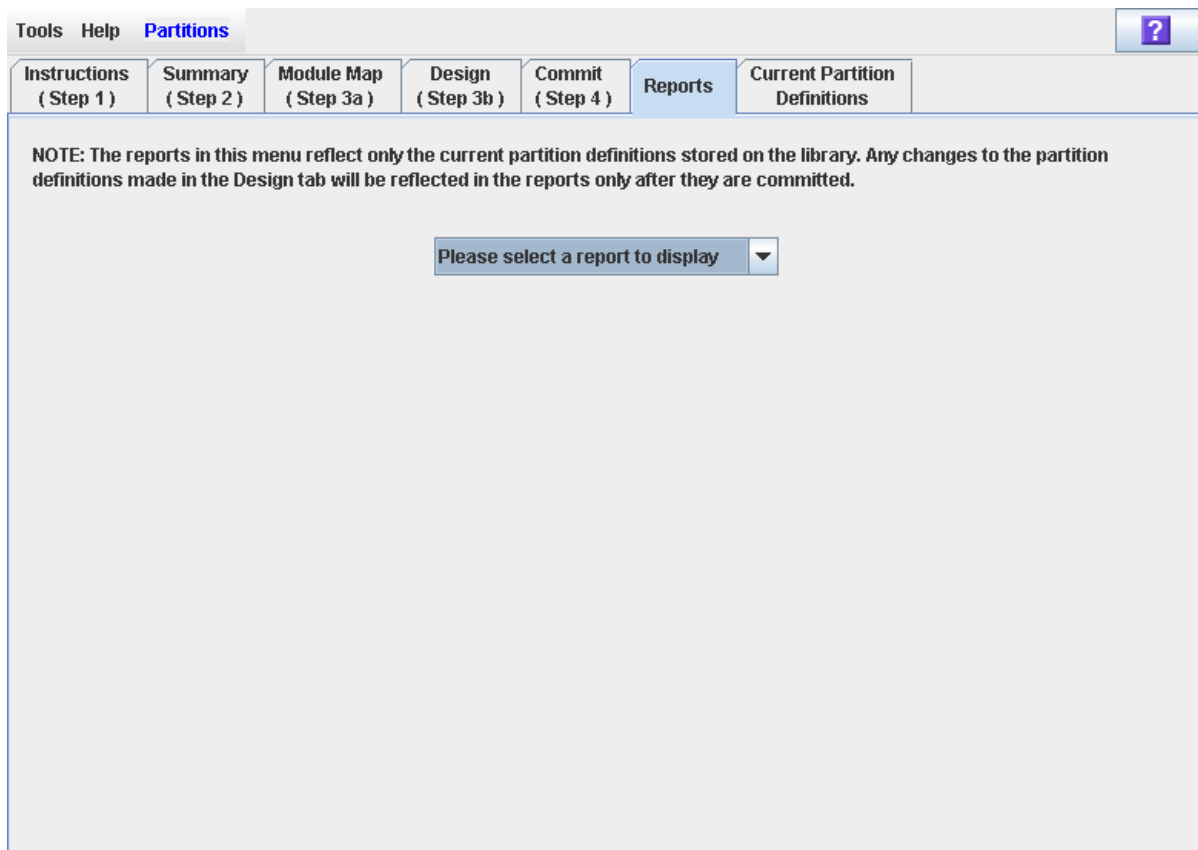 Tools Help Partitions
?
Instructions
( Step 1 )
Summary
( Step 2 )
Module Map
( Step 3a )
Design
( Step 3b )
Commit
( Step 4 )
Reports
Current Partition
Definitions
NOTE: The reports in this menu reflect only the current partition definitions stored on the library. Any changes to the partition
definitions made in the Design tab will be reflected in the reports only after they are committed.
Please select a report to display